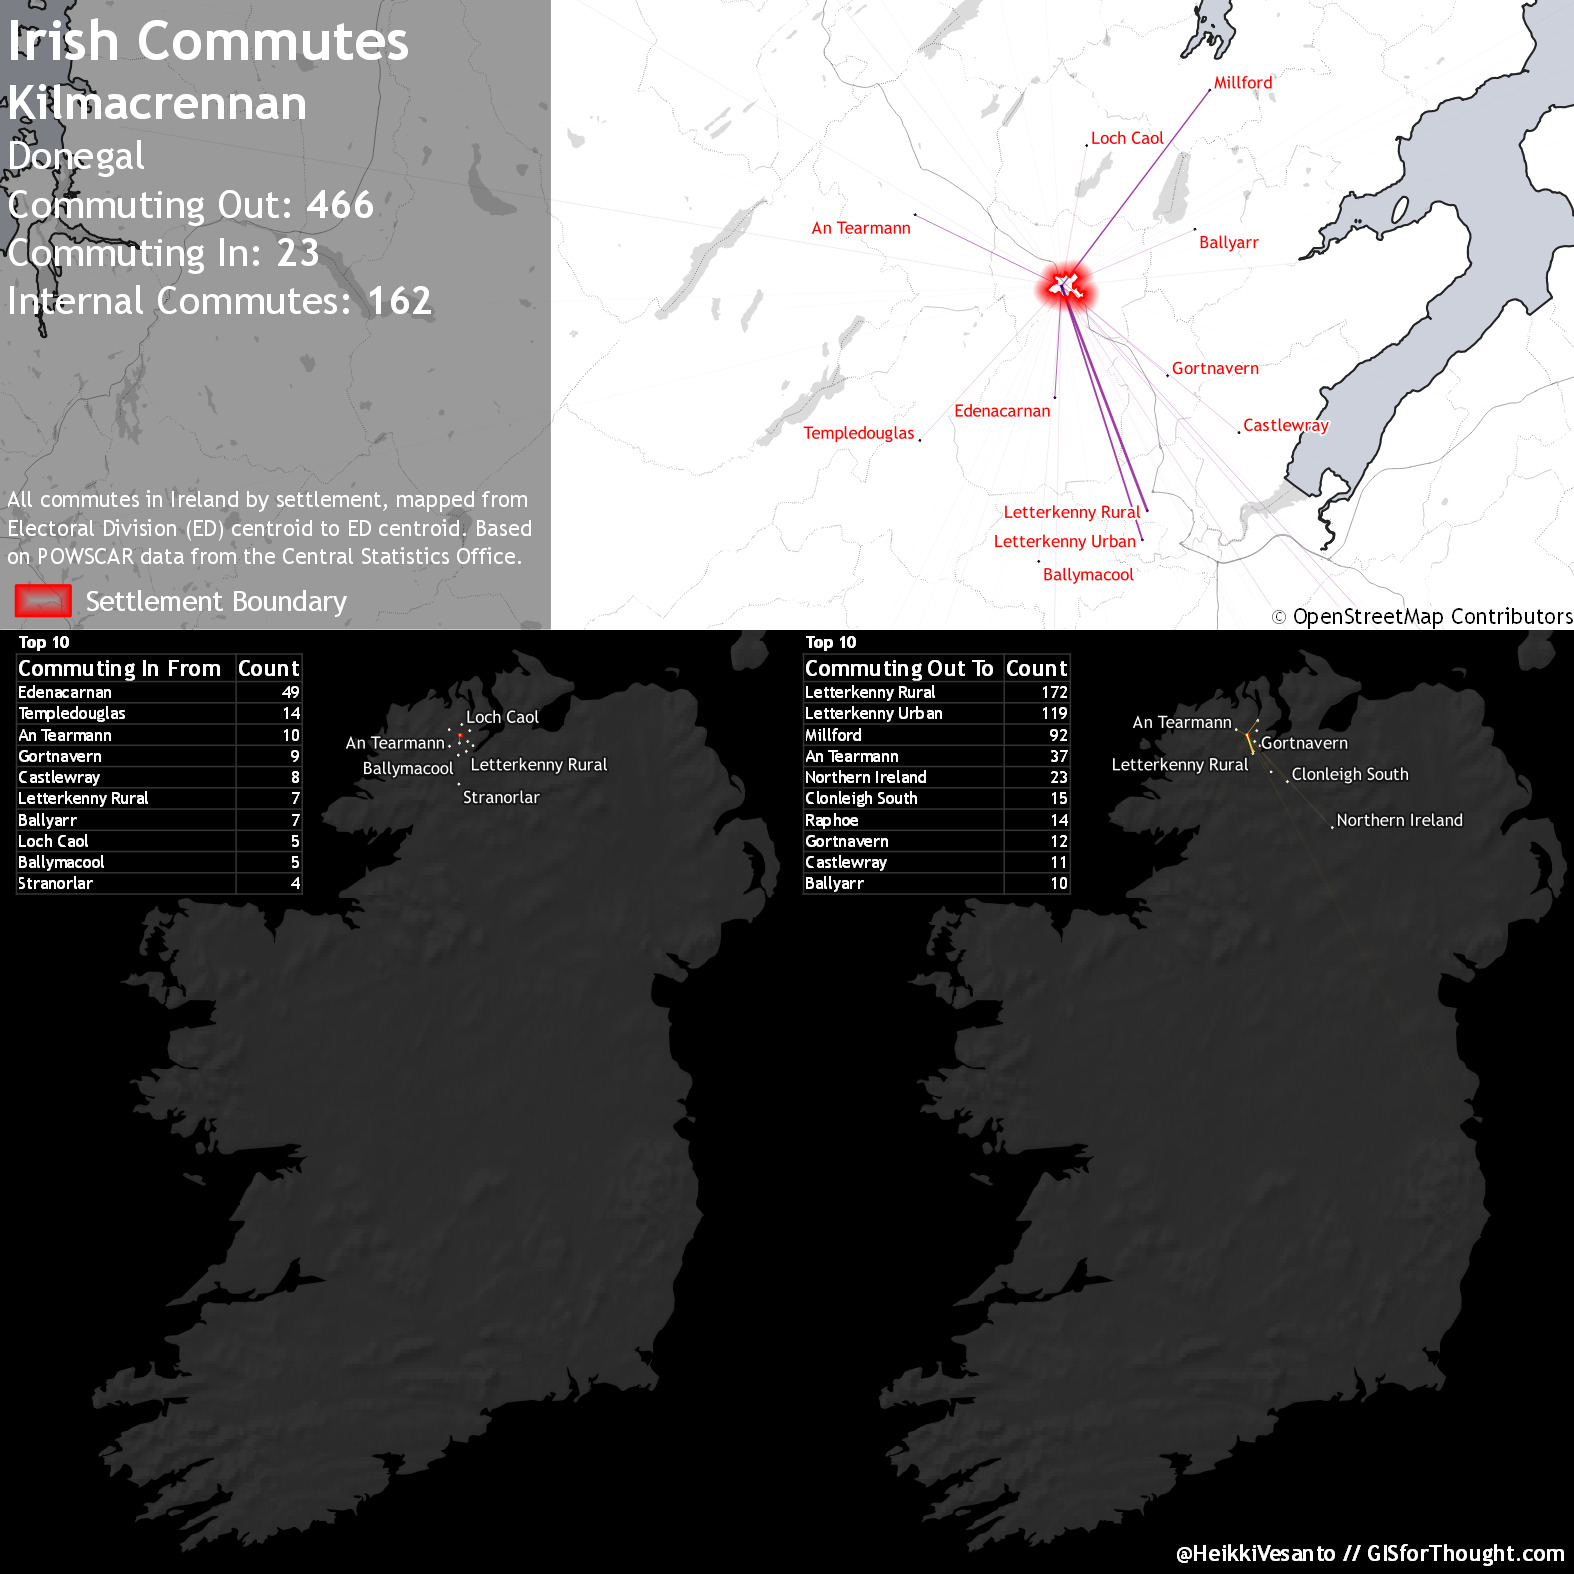 Irish Commutes
Kilmacrennan
Donegal
Commuting Out: 466
Commuting In: 23
Internal Commutes: 162
All commutes in Ireland by settlement, mapped from
Electoral Division (ED) centroid to ED centroid. Based
on POWSCAR data from the Central Statistics Office.
Settlement Boundary
Millford
Loch Caol
An Tearmann
Ballyarr
Gortnavern
Edenacarnan
Castlewray
Templedouglas
Letterkenny Rural
Letterkenny Urban
Ballymacool
© OpenStreetMap Contributors
Top 10
Commuting In From Count
Edenacarnan 49
Templedouglas 14
An Tearmann 10
Gortnavern 9
Castlewray 8
Letterkenny Rural 7
Ballyarr 7
Loch Caol 5
Ballymacool 5
Stranorlar 4
Loch Caol
An Tearmann
Letterkenny Rural
Ballymacool
Stranorlar
Top 10
Commuting Out To Count
Letterkenny Rural 172
Letterkenny Urban 119
Millford 92
An Tearmann 37
Northern Ireland 23
Clonleigh South 15
Raphoe 14
Gortnavern 12
Castlewray 11
Ballyarr 10
An Tearmann
Gortnavern
Letterkenny Rural
Clonleigh South
Northern Ireland
@HeikkiVesanto // GISforThought.com